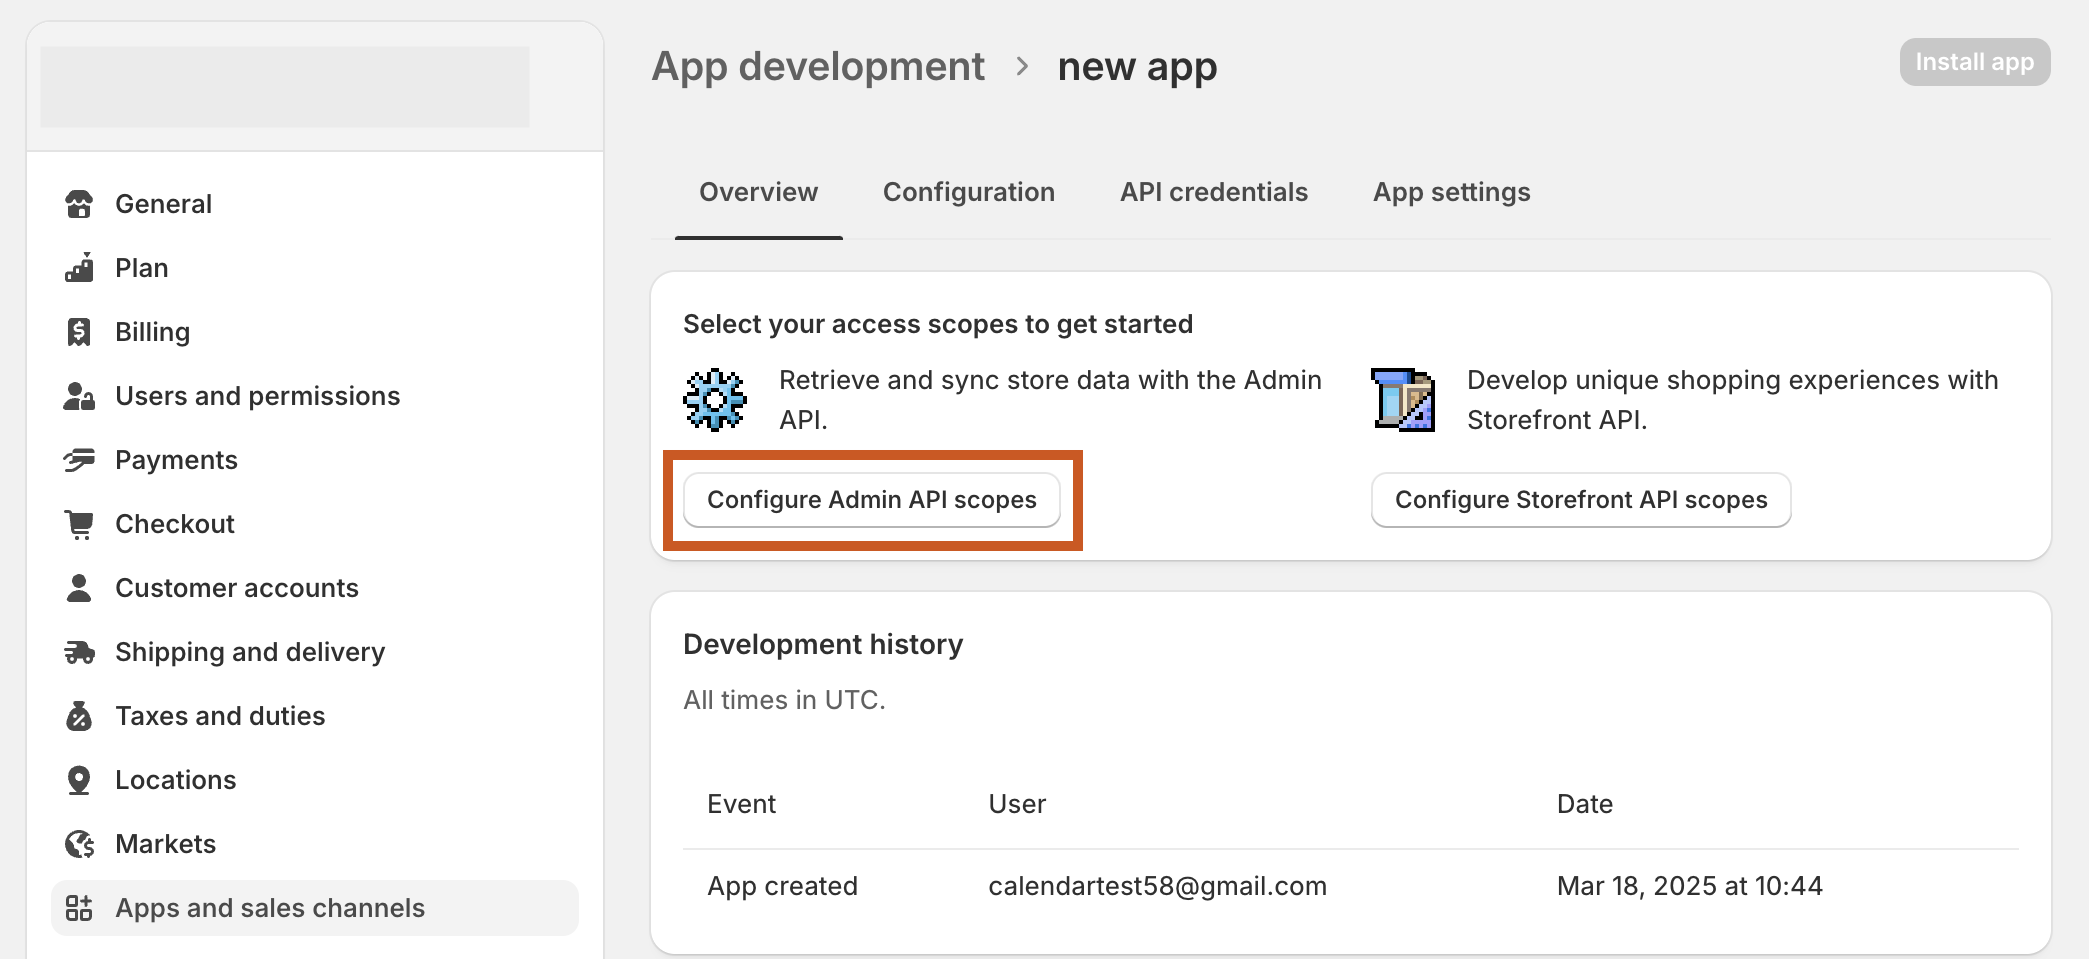 App development > new app
Install app
General
Plan
Billing
Users and permissions
Payments
Checkout
Customer accounts
Shipping and delivery
Taxes and duties
Locations
Markets
Apps and sales channels
Overview Configuration API credentials App settings
Select your access scopes to get started
Retrieve and sync store data with the Admin
API.
Configure Admin API scopes
Develop unique shopping experiences with
Storefront API.
Configure Storefront API scopes
Development history
All times in UTC.
Event User Date
App created calendartest58@gmail.com Mar 18, 2025 at 10:44